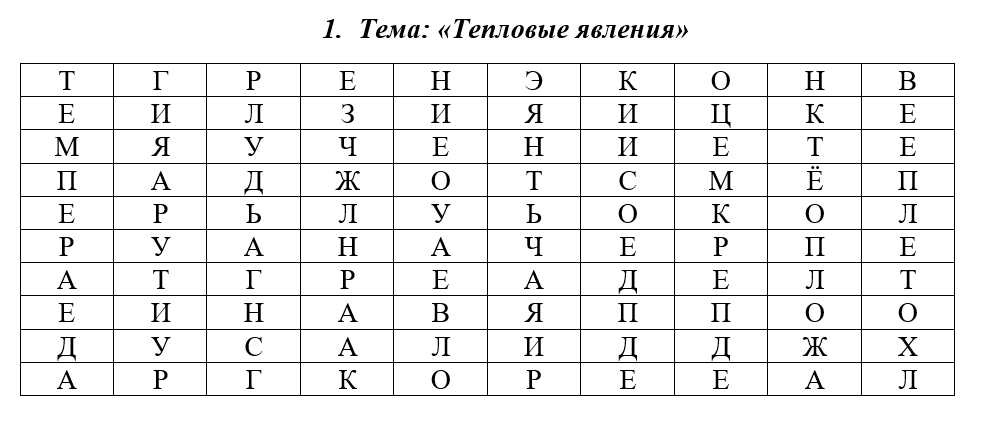 1. Тема: «Тепловые явления»
Т Г Р Е Н Э К О Н В
Е И Л З И Я И Ц К Е
М Я У Ч Е Н И Е Т Е
П А Д Ж О Т С М Ё П
Е Р Ь Л У Ь О К О Л
Р У А Н А Ч Е Р П Е
А Т Г Р Е А Д Е Л Т
Е И Н А В Я П П О О
Д У С А Л И Д Д Ж Х
А Р Г К О Р Е Е А Л